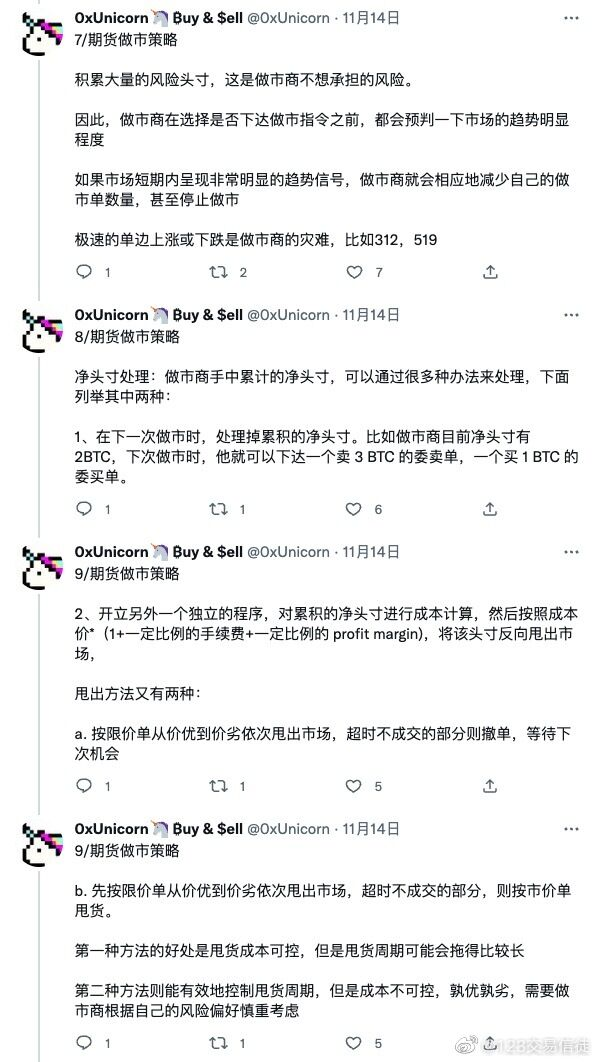 0xUnicorn🦄 ₿uy & $ell @0xUnicorn · 11月14日
7/期货做市策略
积累大量的风险头寸，这是做市商不想承担的风险。
因此，做市商在选择是否下达做市指令之前，都会预判一下市场的趋势明显
程度
如果市场短期内呈现非常明显的趋势信号，做市商就会相应地减少自己的做
市单数量，甚至停止做市
极速的单边上涨或下跌是做市商的灾难，比如312，519
1 2 7
0xUnicorn🦄 ₿uy & $ell @0xUnicorn · 11月14日
8/期货做市策略
净头寸处理：做市商手中累计的净头寸，可以通过很多种办法来处理，下面
列举其中两种：
1、在下一次做市时，处理掉累积的净头寸。比如做市商目前净头寸有
2BTC，下次做市时，他就可以下达一个卖 3 BTC 的委卖单，一个买 1 BTC 的
委买单。
1 1 6
0xUnicorn🦄 ₿uy & $ell @0xUnicorn · 11月14日
9/期货做市策略
2、开立另外一个独立的程序，对累积的净头寸进行成本计算，然后按照成本
价*（1+一定比例的手续费+一定比例的 profit margin)，将该头寸反向甩出市
场，
甩出方法又有两种：
a. 按限价单从价优到价劣依次甩出市场，超时不成交的部分则撤单，等待下
次机会
1 1 5
0xUnicorn🦄 ₿uy & $ell @0xUnicorn · 11月14日
9/期货做市策略
b. 先按限价单从价优到价劣依次甩出市场，超时不成交的部分，则按市价单
甩货。
第一种方法的好处是甩货成本可控，但是甩货周期可能会拖得比较长
第二种方法则能有效地控制甩货周期，但是成本不可控，孰优孰劣，需要做
市商根据自己的风险偏好慎重考虑
1 1 5
@123交易信徒